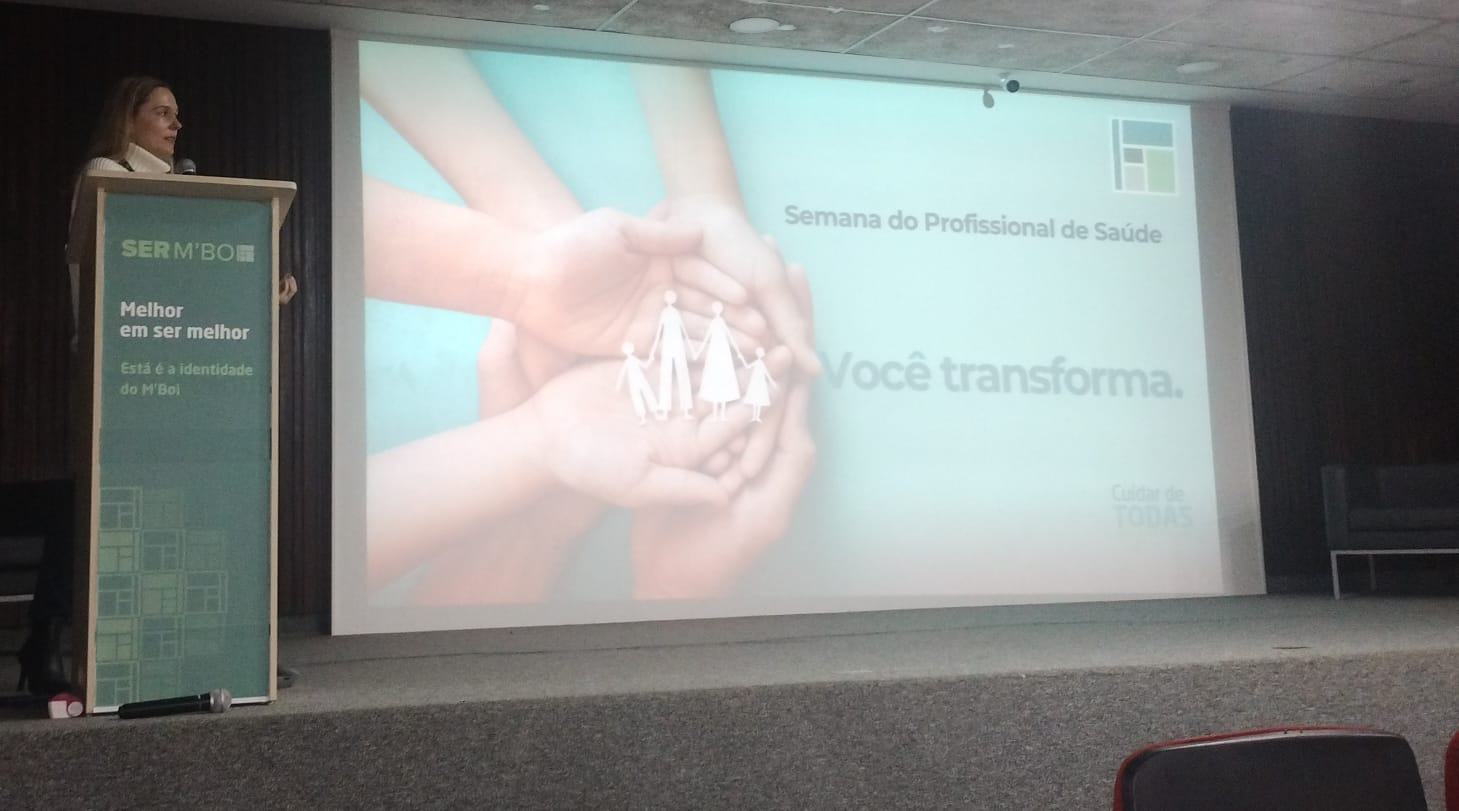 SER M'BOI
Melhor
em ser melhor
Está é a identidade
do M'Boi
Semana do Profissional de Saúde
Você transforma.
Cuidar de
TODAS